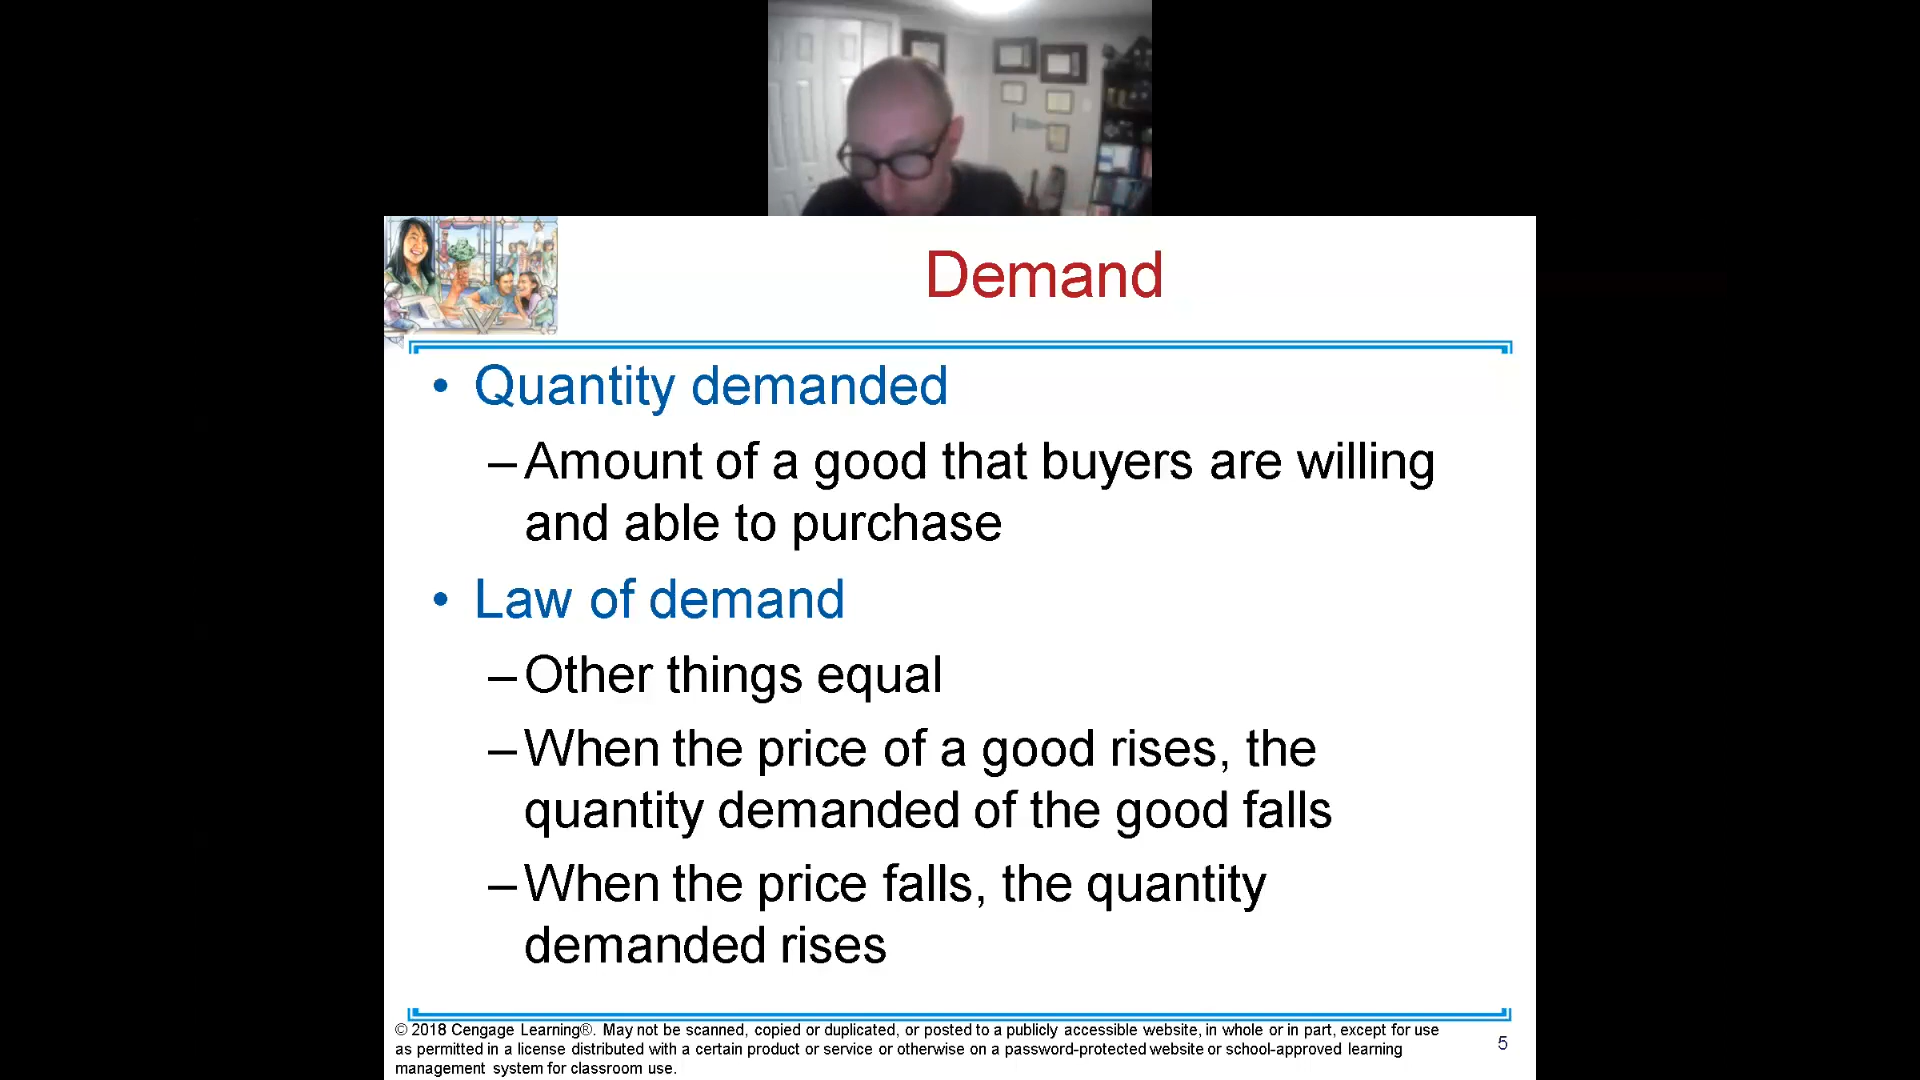 Demand
• Quantity demanded
–Amount of a good that buyers are willing
and able to purchase
• Law of demand
–Other things equal
–When the price of a good rises, the
quantity demanded of the good falls
–When the price falls, the quantity
demanded rises
© 2018 Cengage Learning®. May not be scanned, copied or duplicated, or posted to a publicly accessible website, in whole or in part, except for use
as permitted in a license distributed with a certain product or service or otherwise on a password-protected website or school-approved learning
management system for classroom use.
5